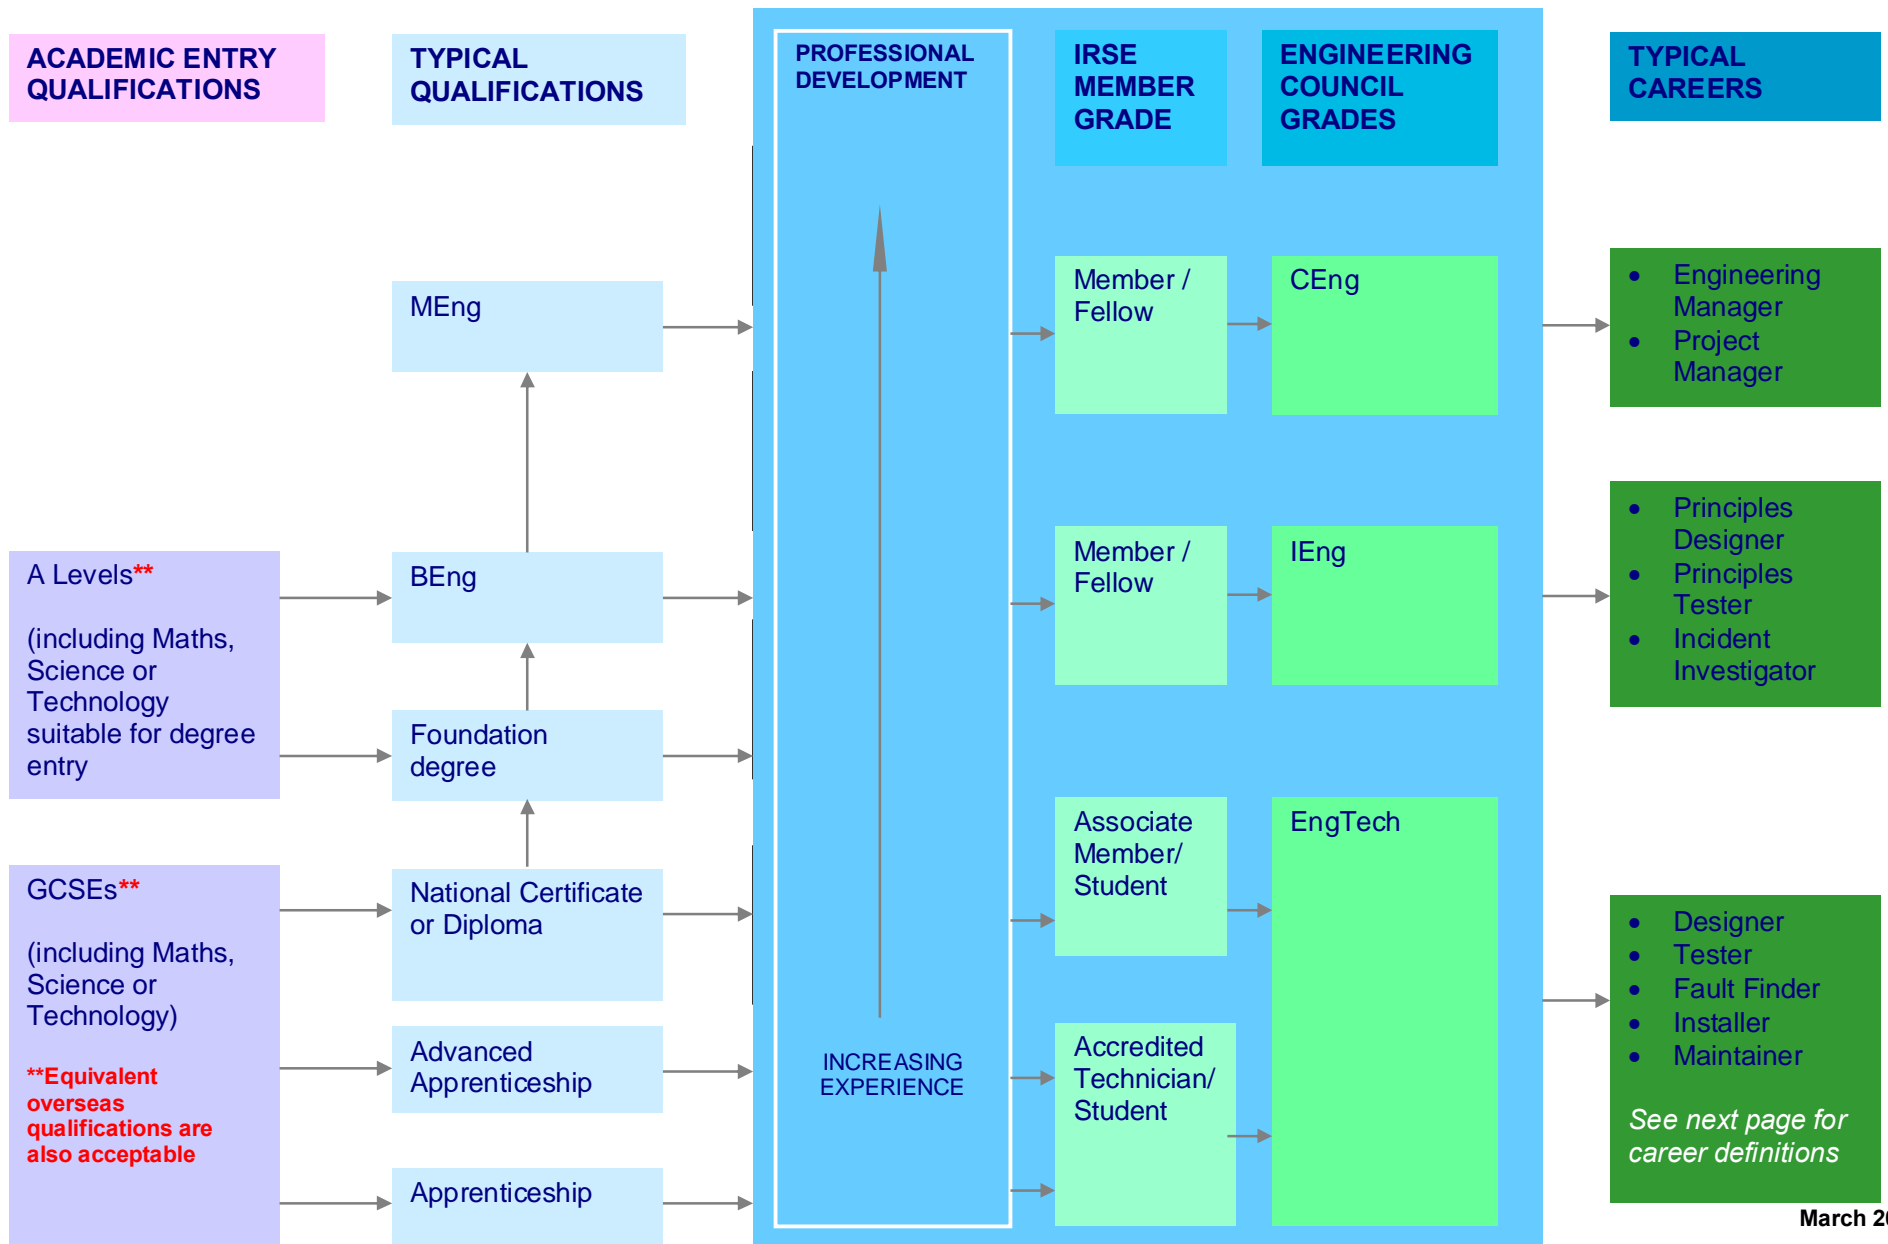 ACADEMIC ENTRY
QUALIFICATIONS
TYPICAL
QUALIFICATIONS
PROFESSIONAL
DEVELOPMENT
IRSE
MEMBER
GRADE
ENGINEERING
COUNCIL
GRADES
TYPICAL
CAREERS
MEng
Member /
Fellow
CEng
• Engineering
Manager
• Project
Manager
A Levels**
(including Maths,
Science or
Technology
suitable for degree
entry
BEng
Foundation
degree
Member /
Fellow
IEng
• Principles
Designer
• Principles
Tester
• Incident
Investigator
GCSEs**
(including Maths,
Science or
Technology)
**Equivalent
overseas
qualifications are
also acceptable
National Certificate
or Diploma
Advanced
Apprenticeship
Apprenticeship
INCREASING
EXPERIENCE
Associate
Member/
Student
Accredited
Technician/
Student
EngTech
• Designer
• Tester
• Fault Finder
• Installer
• Maintainer
See next page for
career definitions
March